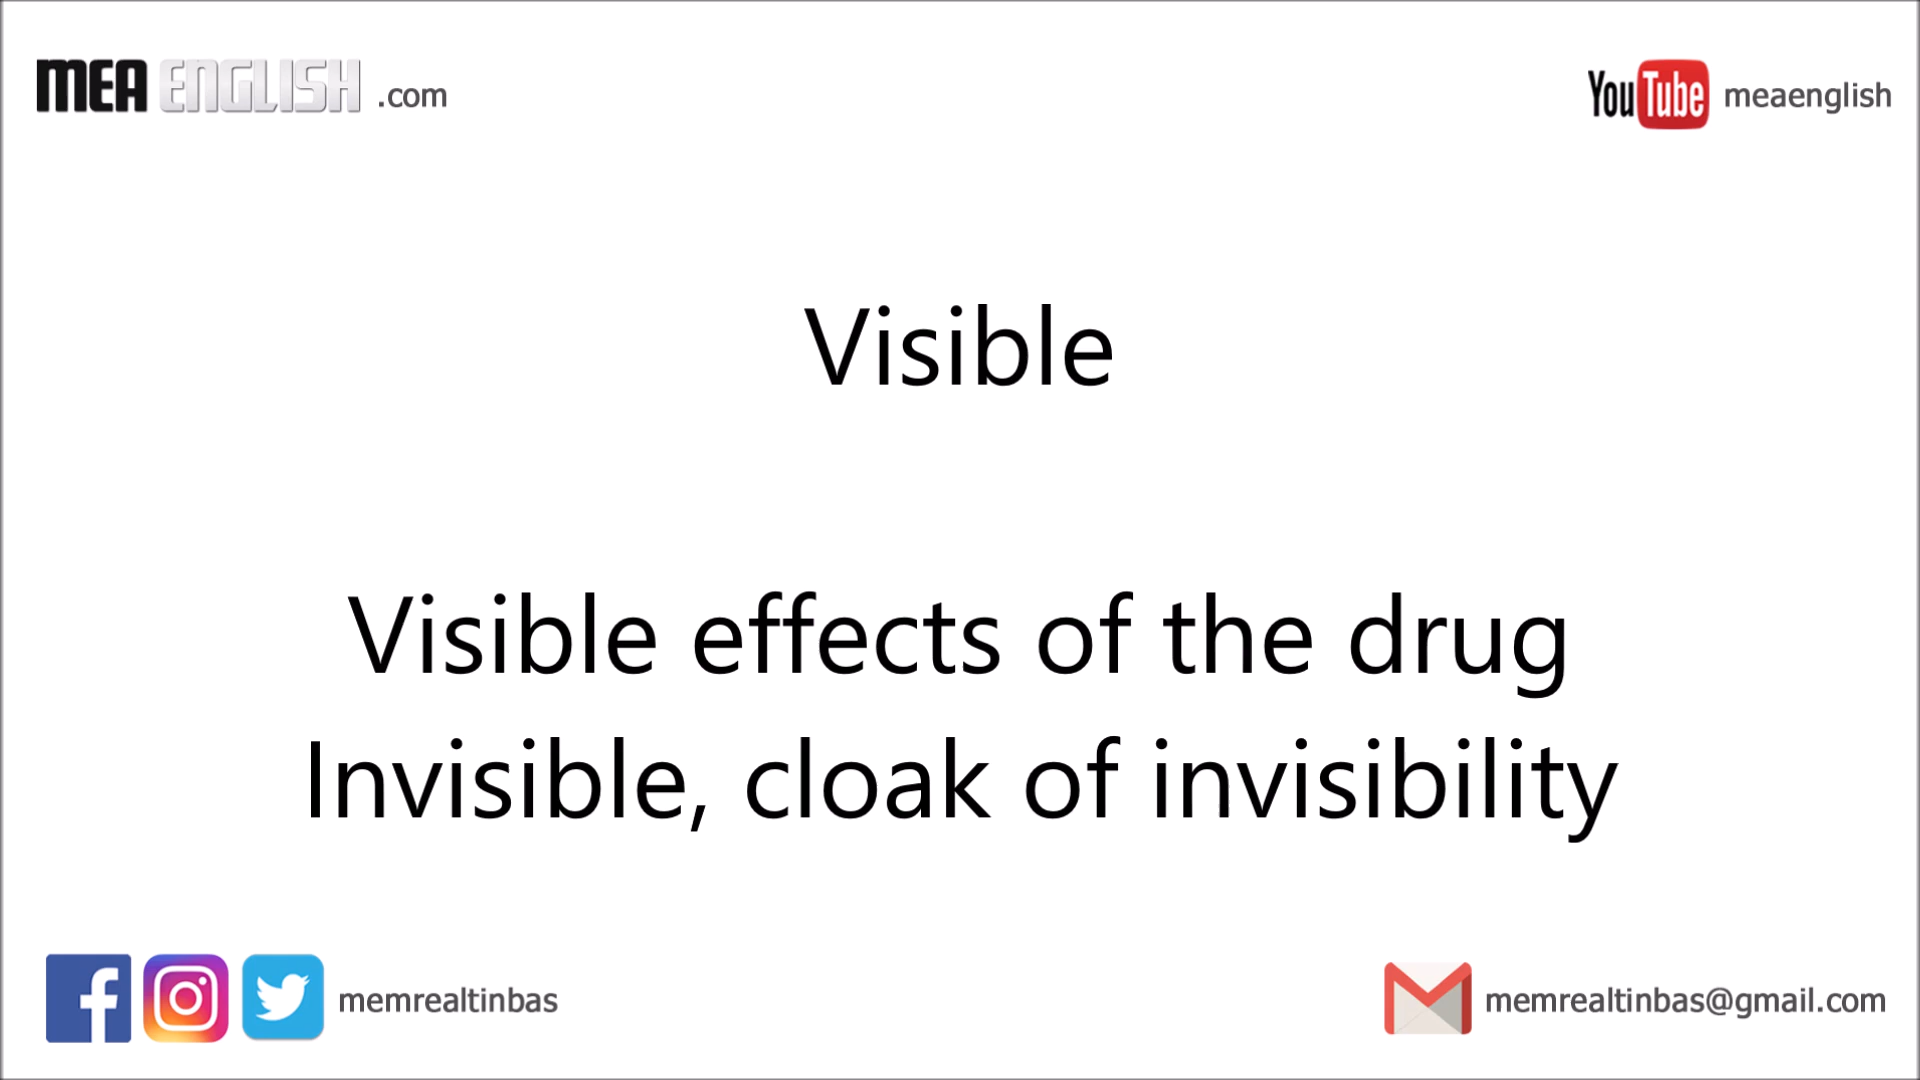 MEA ENGLISH .com
YouTube meaenglish
Visible
Visible effects of the drug
Invisible, cloak of invisibility
memrealtinbas
memrealtinbas@gmail.com